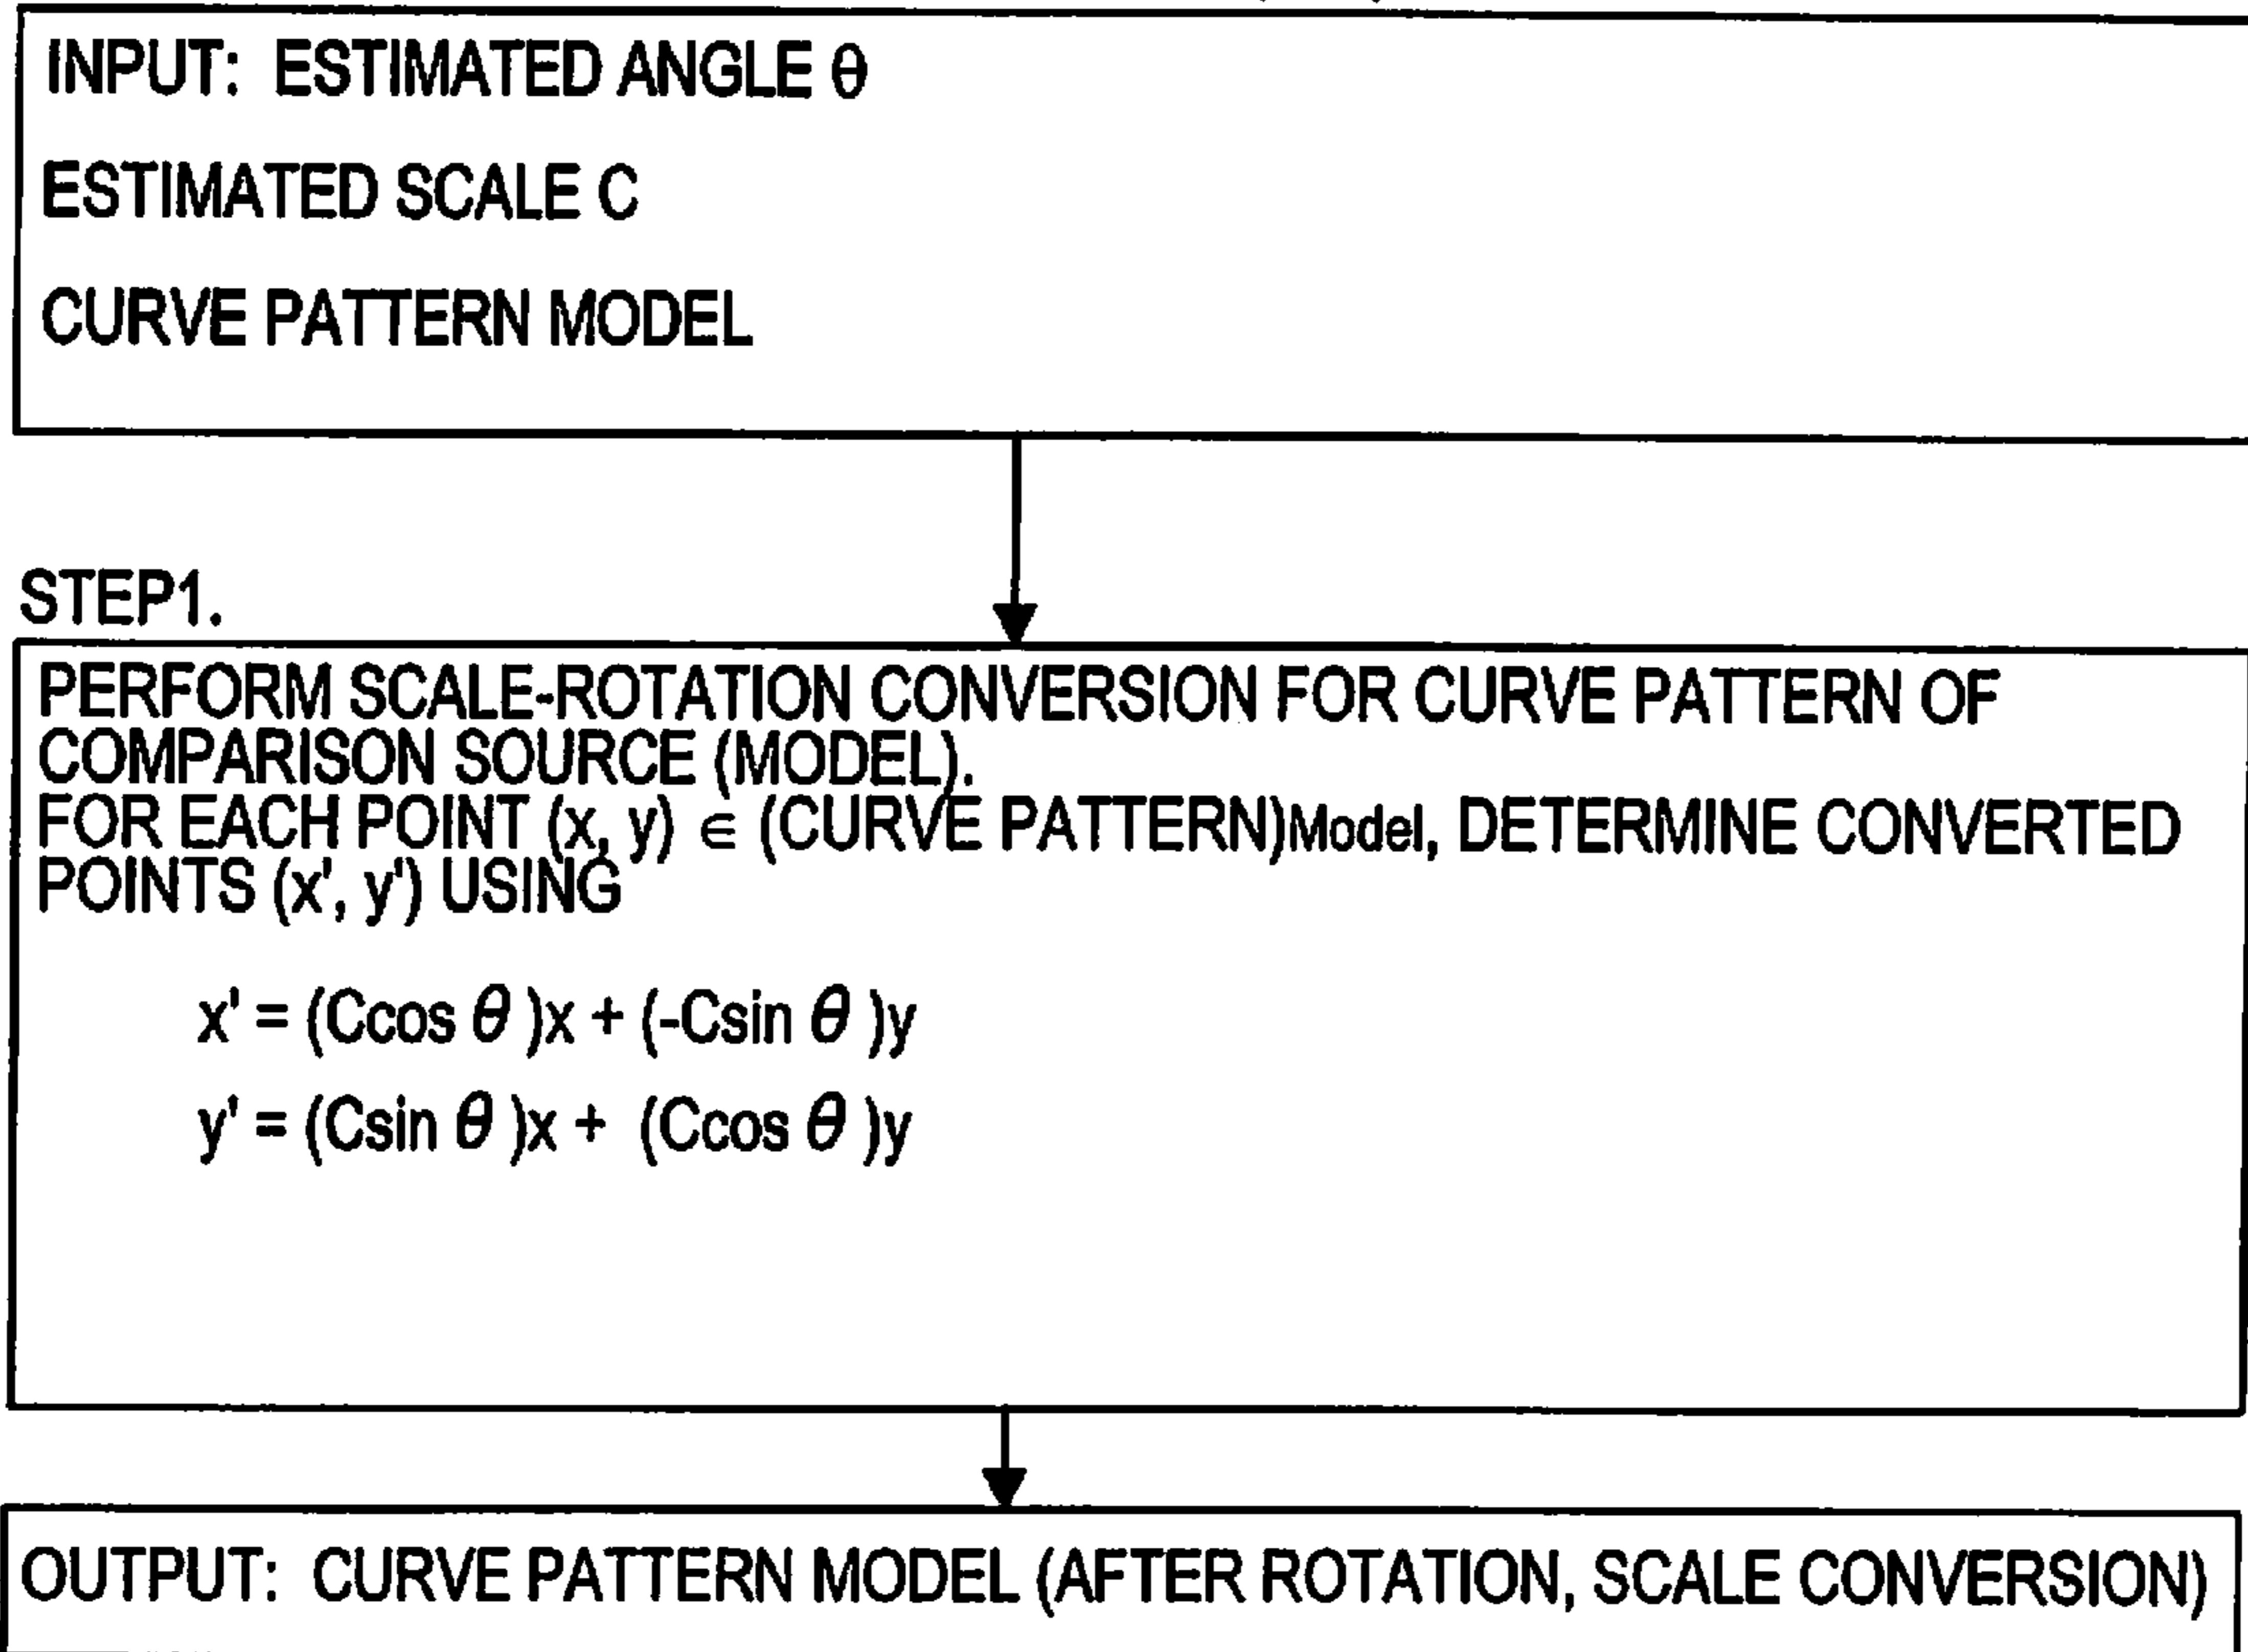 INPUT: ESTIMATED ANGLE θ
ESTIMATED SCALE C
CURVE PATTERN MODEL
STEP1.
PERFORM SCALE-ROTATION CONVERSION FOR CURVE PATTERN OF
COMPARISON SOURCE (MODEL).
FOR EACH POINT (x, y) ∈ (CURVE PATTERN)Model, DETERMINE CONVERTED
POINTS (x', y') USING
x' = (Ccos θ )x + (-Csin θ )y
y' = (Csin θ )x + (Ccos θ )y
OUTPUT: CURVE PATTERN MODEL (AFTER ROTATION, SCALE CONVERSION)